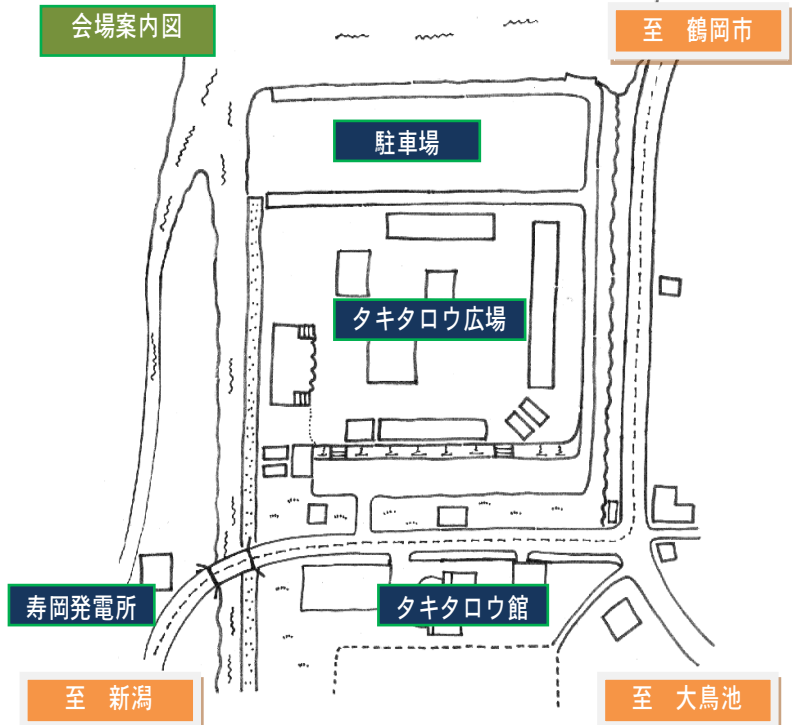 会場案内図
至　鶴岡市
駐車場
タキタロウ広場
寿岡発電所
タキタロウ館
至　新潟
至　大鳥池